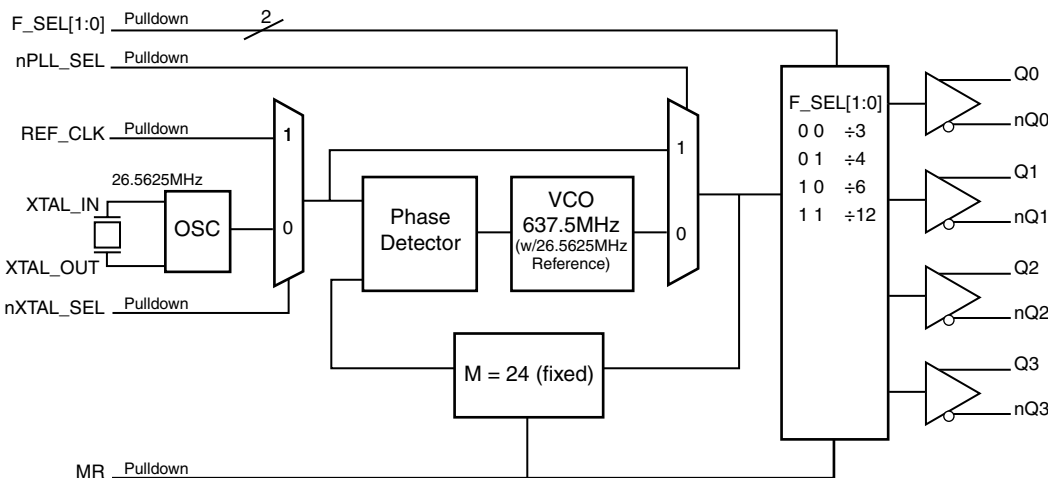 F_SEL[1:0] Pulldown 2
nPLL_SEL Pulldown
REF_CLK Pulldown
1
0
26.5625MHz
XTAL_IN
OSC
XTAL_OUT
nXTAL_SEL Pulldown
Phase
Detector
VCO
637.5MHz
(w/26.5625MHz
Reference)
1
0
M = 24 (fixed)
MR Pulldown
F_SEL[1:0]
0 0 ÷3
0 1 ÷4
1 0 ÷6
1 1 ÷12
Q0
nQ0
Q1
nQ1
Q2
nQ2
Q3
nQ3